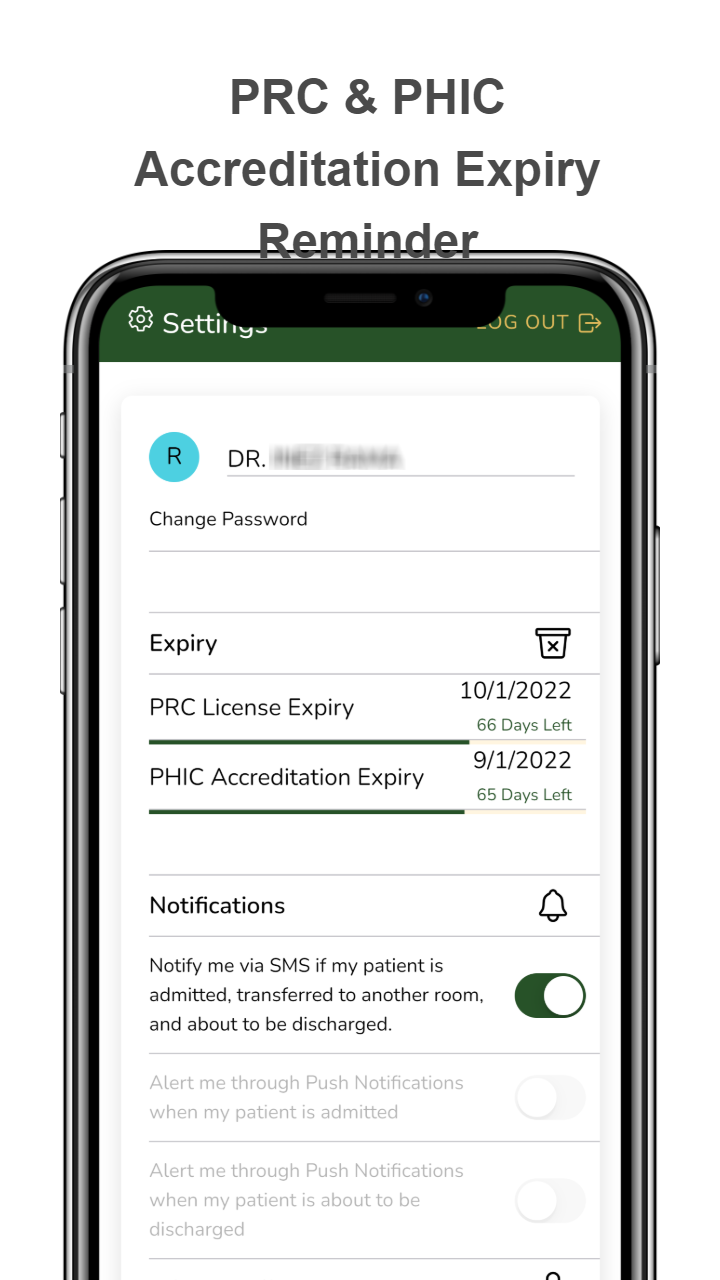 PRC & PHIC
Accreditation Expiry
Reminder
Settings
LOG OUT
R
DR.
Change Password
Expiry
10/1/2022
PRC License Expiry
66 Days Left
9/1/2022
PHIC Accreditation Expiry
65 Days Left
Notifications
Notify me via SMS if my patient is
admitted, transferred to another room,
and about to be discharged.
Alert me through Push Notifications
when my patient is admitted
Alert me through Push Notifications
when my patient is about to be
discharged